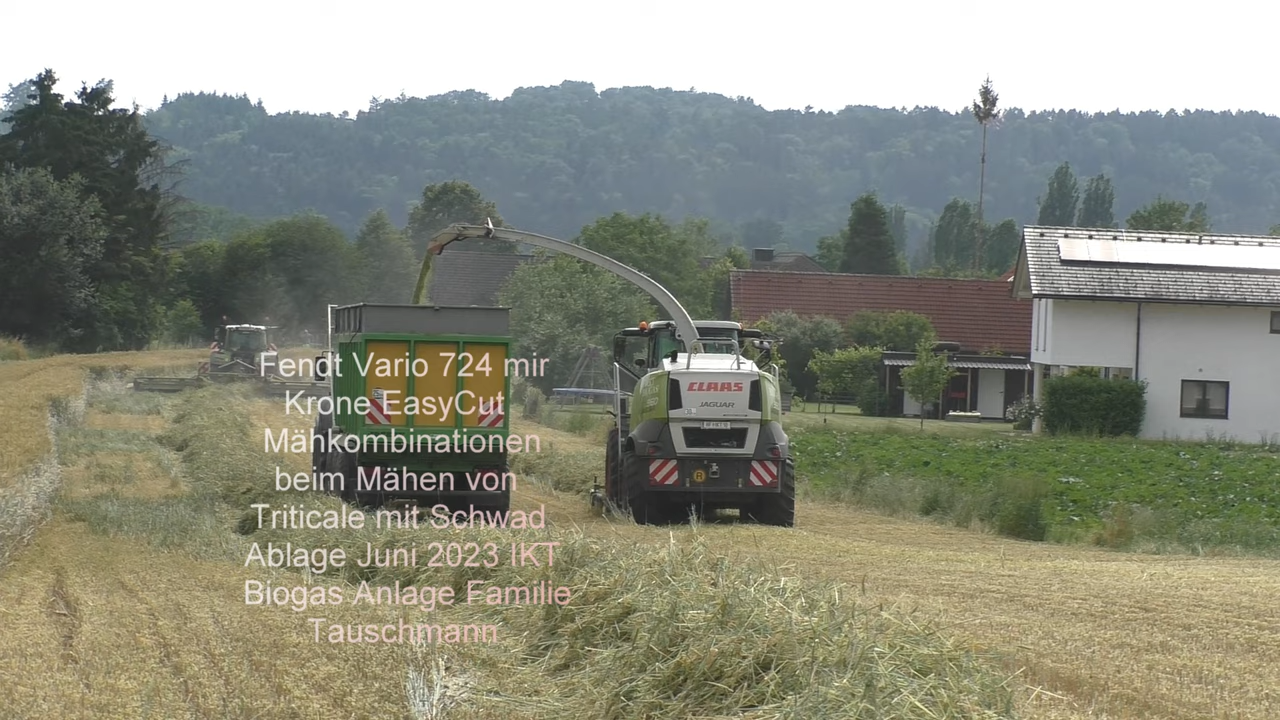 Fendt Vario 724 mir
Krone EasyCut
Mähkombinationen
beim Mähen von
Triticale mit Schwad
Ablage Juni 2023 IKT
Biogas Anlage Familie
Tauschmann
CLAAS
JAGUAR